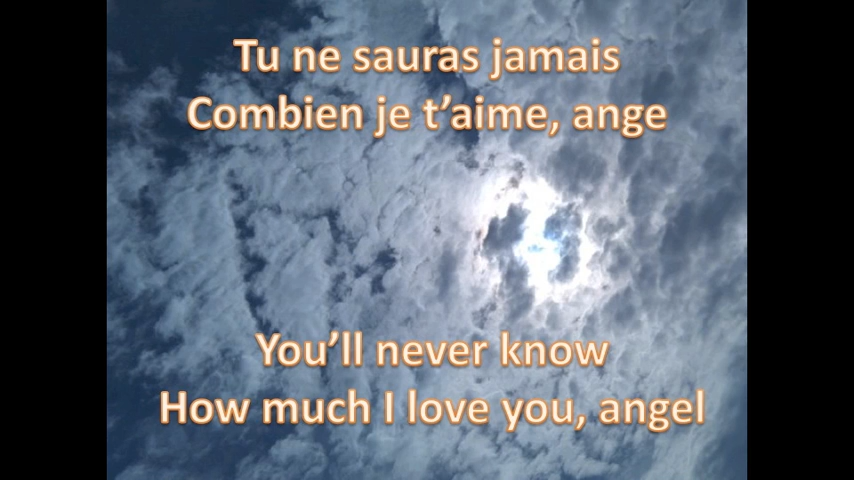 Tu ne sauras jamais
Combien je t’aime, ange
You’ll never know
How much I love you, angel